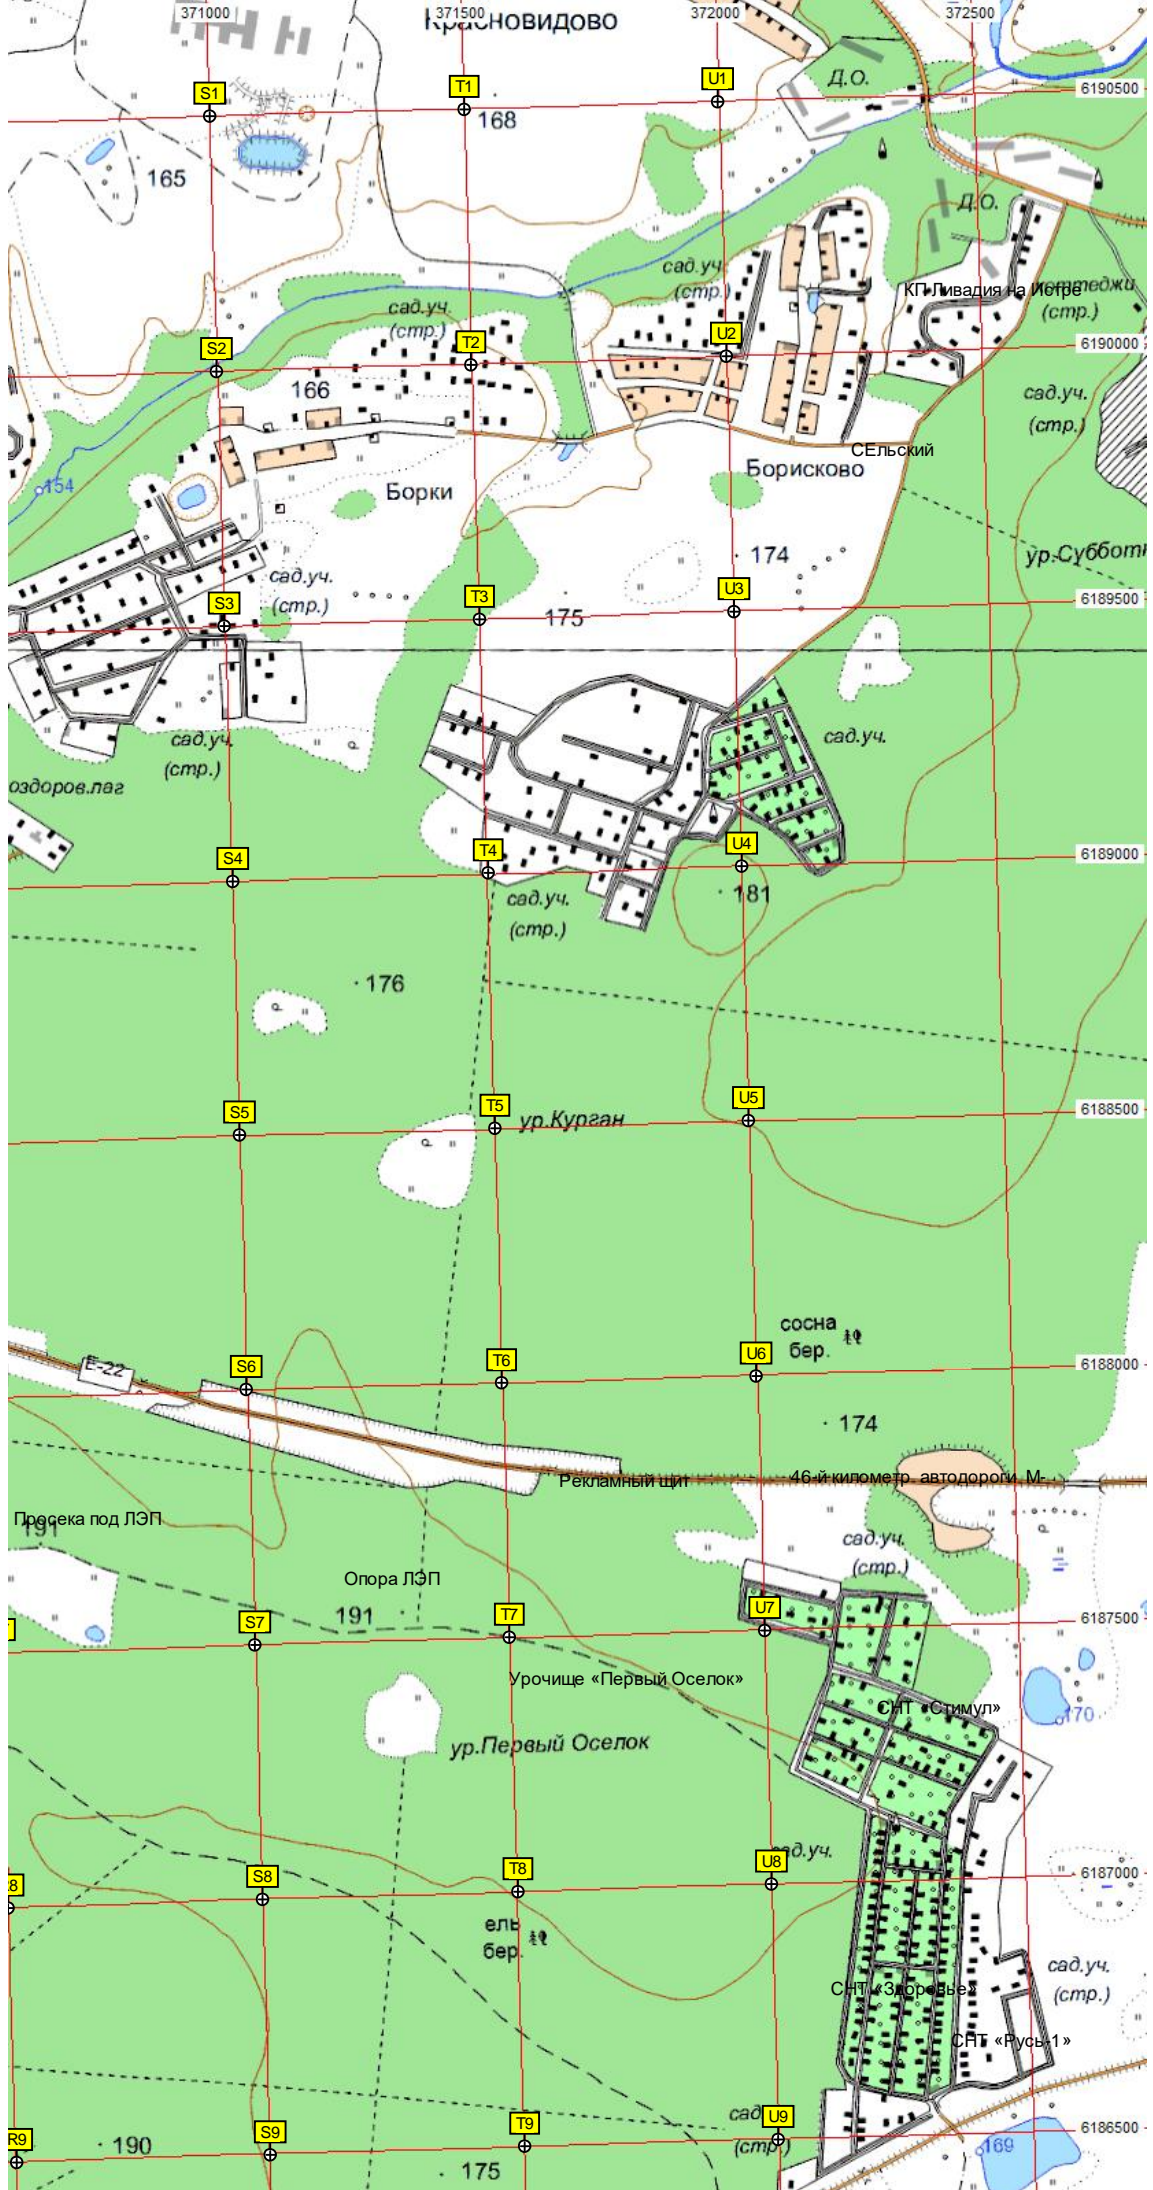 371000
371500
372000
372500
Красновидово
Д.О.
S1
T1
U1
6190500
168
165
Д.О.
сад.уч.
(стр.)
КП Ливадия на Истре
коттеджи
(стр.)
сад.уч.
(стр.)
S2
T2
U2
6190000
166
сад.уч.
(стр.)
СЕльский
Борисково
154
Борки
174
ур.Субботн
сад.уч.
(стр.)
S3
T3
U3
6189500
175
сад.уч.
(стр.)
сад.уч.
оздоров.лаг
S4
T4
U4
6189000
181
сад.уч.
(стр.)
176
S5
T5
U5
6188500
ур.Курган
сосна
бер.
E-22
S6
T6
U6
6188000
174
Рекламный щит
46-й километр автодороги М-
Просека под ЛЭП
191
сад.уч.
(стр.)
Опора ЛЭП
191
S7
T7
U7
6187500
Урочище «Первый Оселок»
СНТ «Стимул»
170
ур.Первый Оселок
сад.уч.
S8
T8
U8
6187000
ель
бер.
сад.уч.
(стр.)
СНТ «Здоровье»
СНТ «Русь-1»
R9
S9
T9
U9
6186500
сад
(стр.)
190
169
175